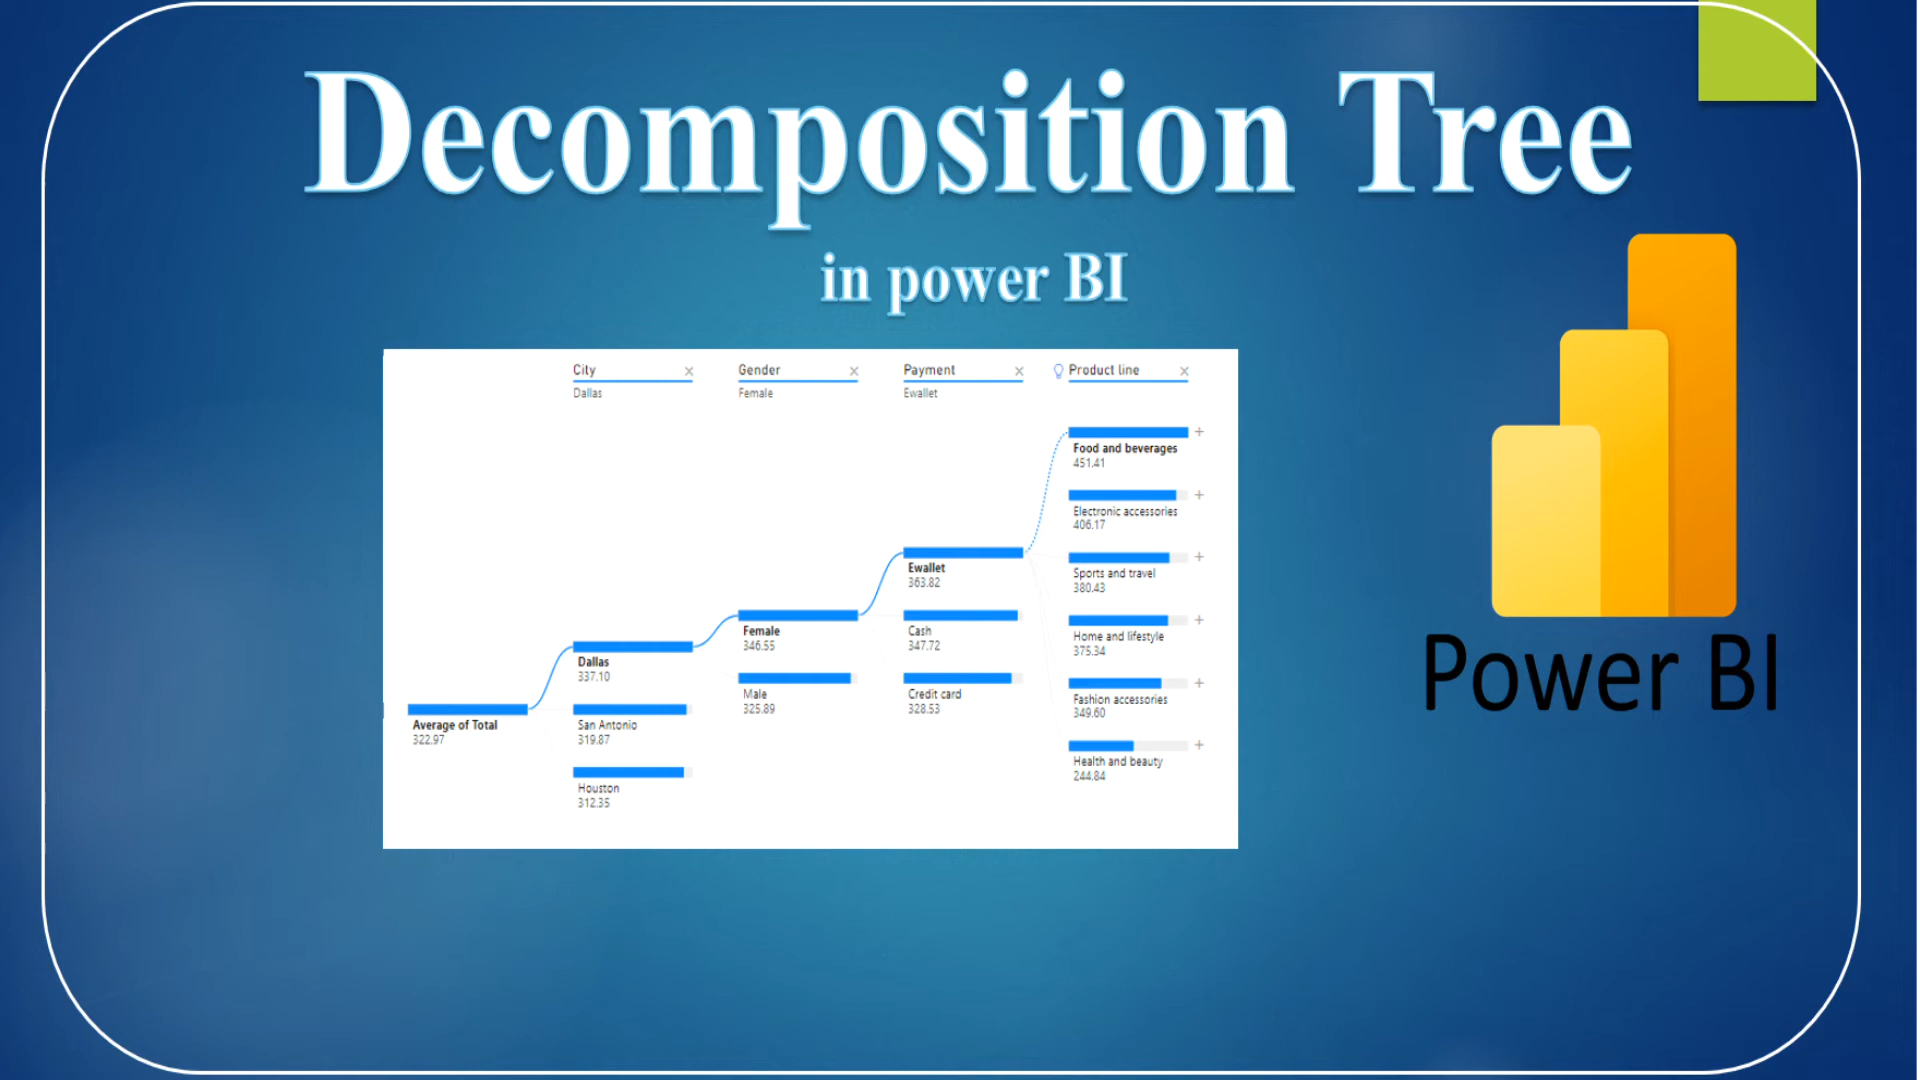 Decomposition Tree
in power BI
City
Dallas
Gender
Female
Payment
Ewallet
Product line
Food and beverages
451.41
Electronic accessories
406.17
Sports and travel
380.43
Home and lifestyle
375.34
Fashion accessories
349.60
Health and beauty
244.84
Ewallet
363.82
Cash
347.72
Credit card
328.53
Female
346.55
Male
325.89
Dallas
337.10
San Antonio
319.87
Houston
312.35
Average of Total
322.97
Power BI